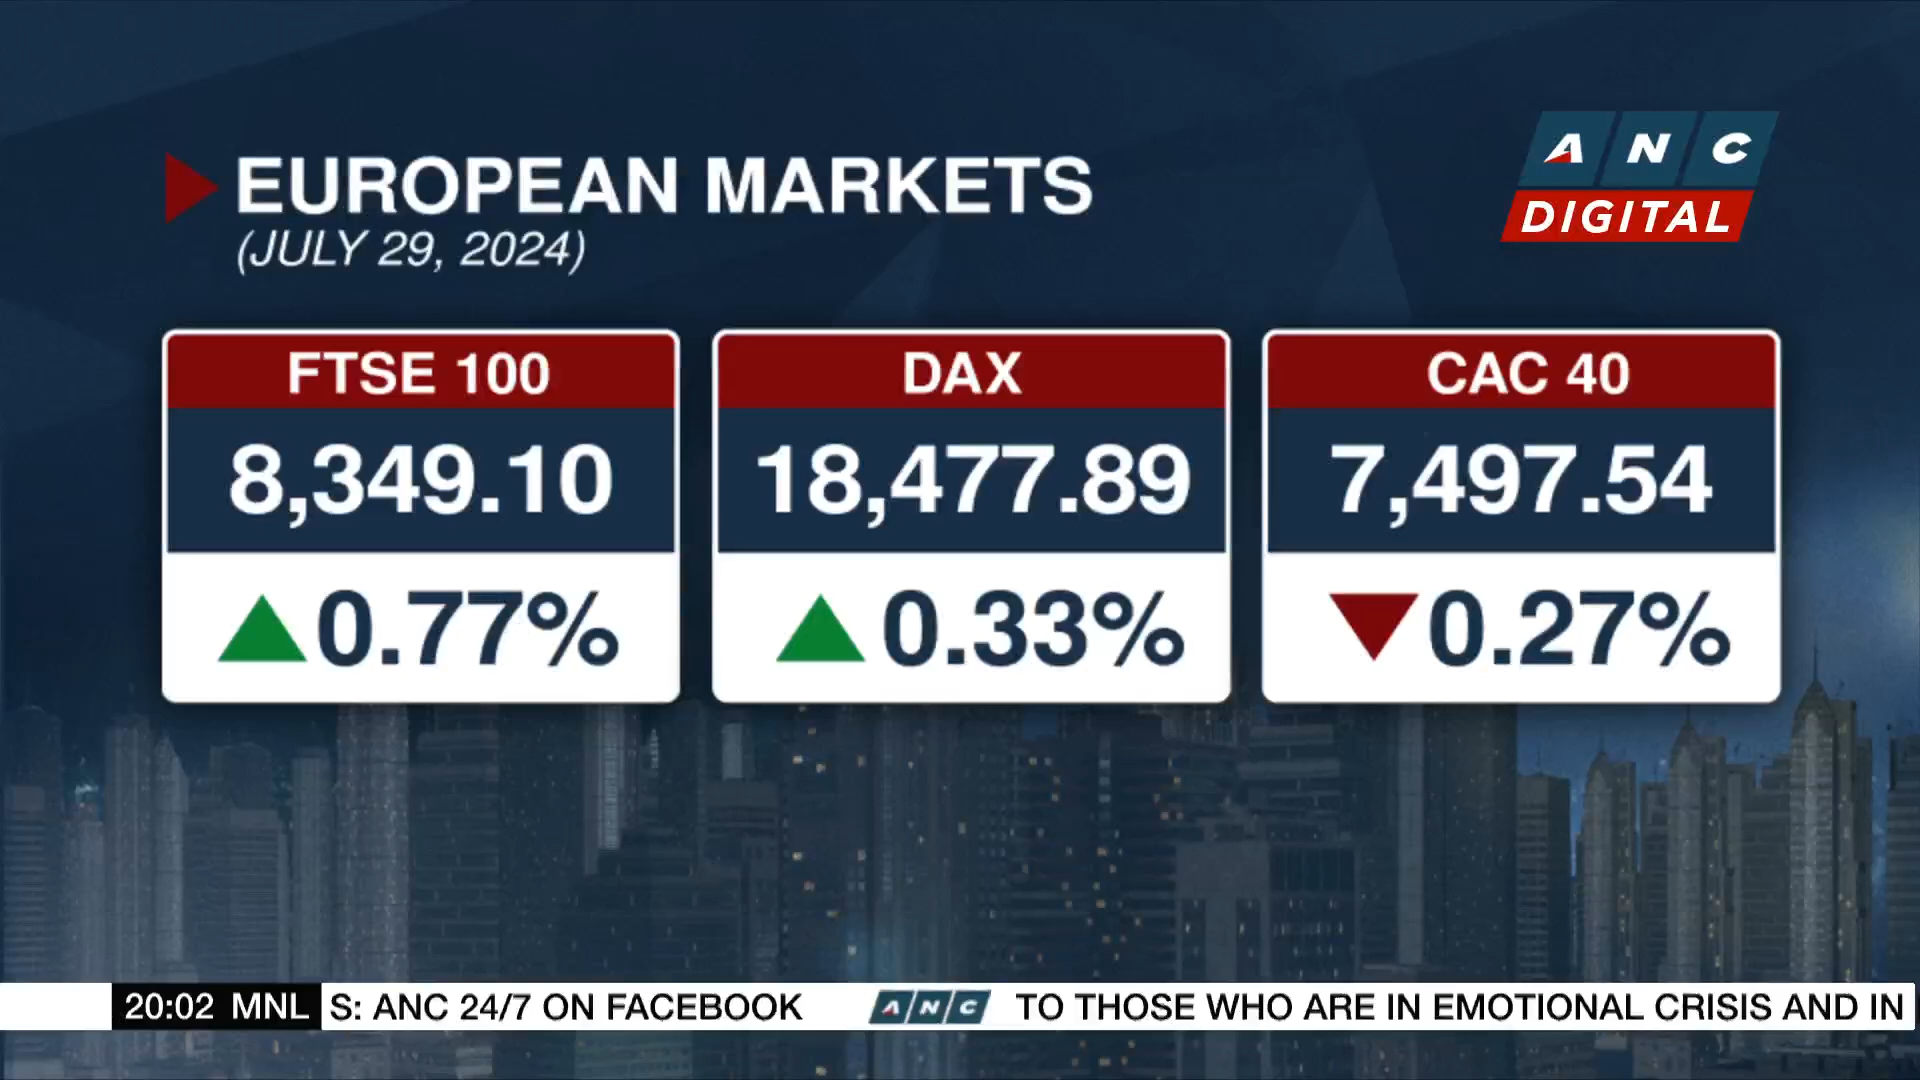 EUROPEAN MARKETS
(JULY 29, 2024)
ANC
DIGITAL
FTSE 100
8,349.10
0.77%
DAX
18,477.89
0.33%
CAC 40
7,497.54
0.27%
20:02 MNL S: ANC 24/7 ON FACEBOOK ANC TO THOSE WHO ARE IN EMOTIONAL CRISIS AND IN